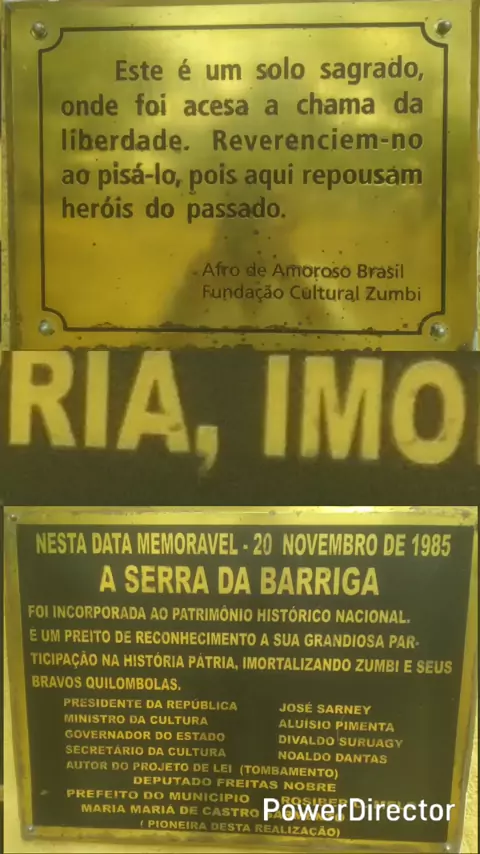 Este é um solo sagrado,
onde foi acesa a chama da
liberdade. Reverenciem-no
ao pisá-lo, pois aqui repousam
heróis do passado.
Afro de Amoroso Brasil
Fundação Cultural Zumbi
RIA, IMO
NESTA DATA MEMORAVEL - 20 NOVEMBRO DE 1985
A SERRA DA BARRIGA
FOI INCORPORADA AO PATRIMÔNIO HISTÓRICO NACIONAL.
E UM PREITO DE RECONHECIMENTO A SUA GRANDIOSA PAR-
TICIPAÇÃO NA HISTÓRIA PÁTRIA, IMORTALIZANDO ZUMBI E SEUS
BRAVOS QUILOMBOLAS.
PRESIDENTE DA REPÚBLICA JOSÉ SARNEY
MINISTRO DA CULTURA ALUÍSIO PIMENTA
GOVERNADOR DO ESTADO DIVALDO SURUAGY
SECRETÁRIO DA CULTURA NOALDO DANTAS
AUTOR DO PROJETO DE LEI (TOMBAMENTO)
DEPUTADO FREITAS NOBRE
PREFEITO DO MUNICIPIO
MARIA MARIA DE CASTRO
( PIONEIRA DESTA REALIZAÇÃO)
PowerDirector